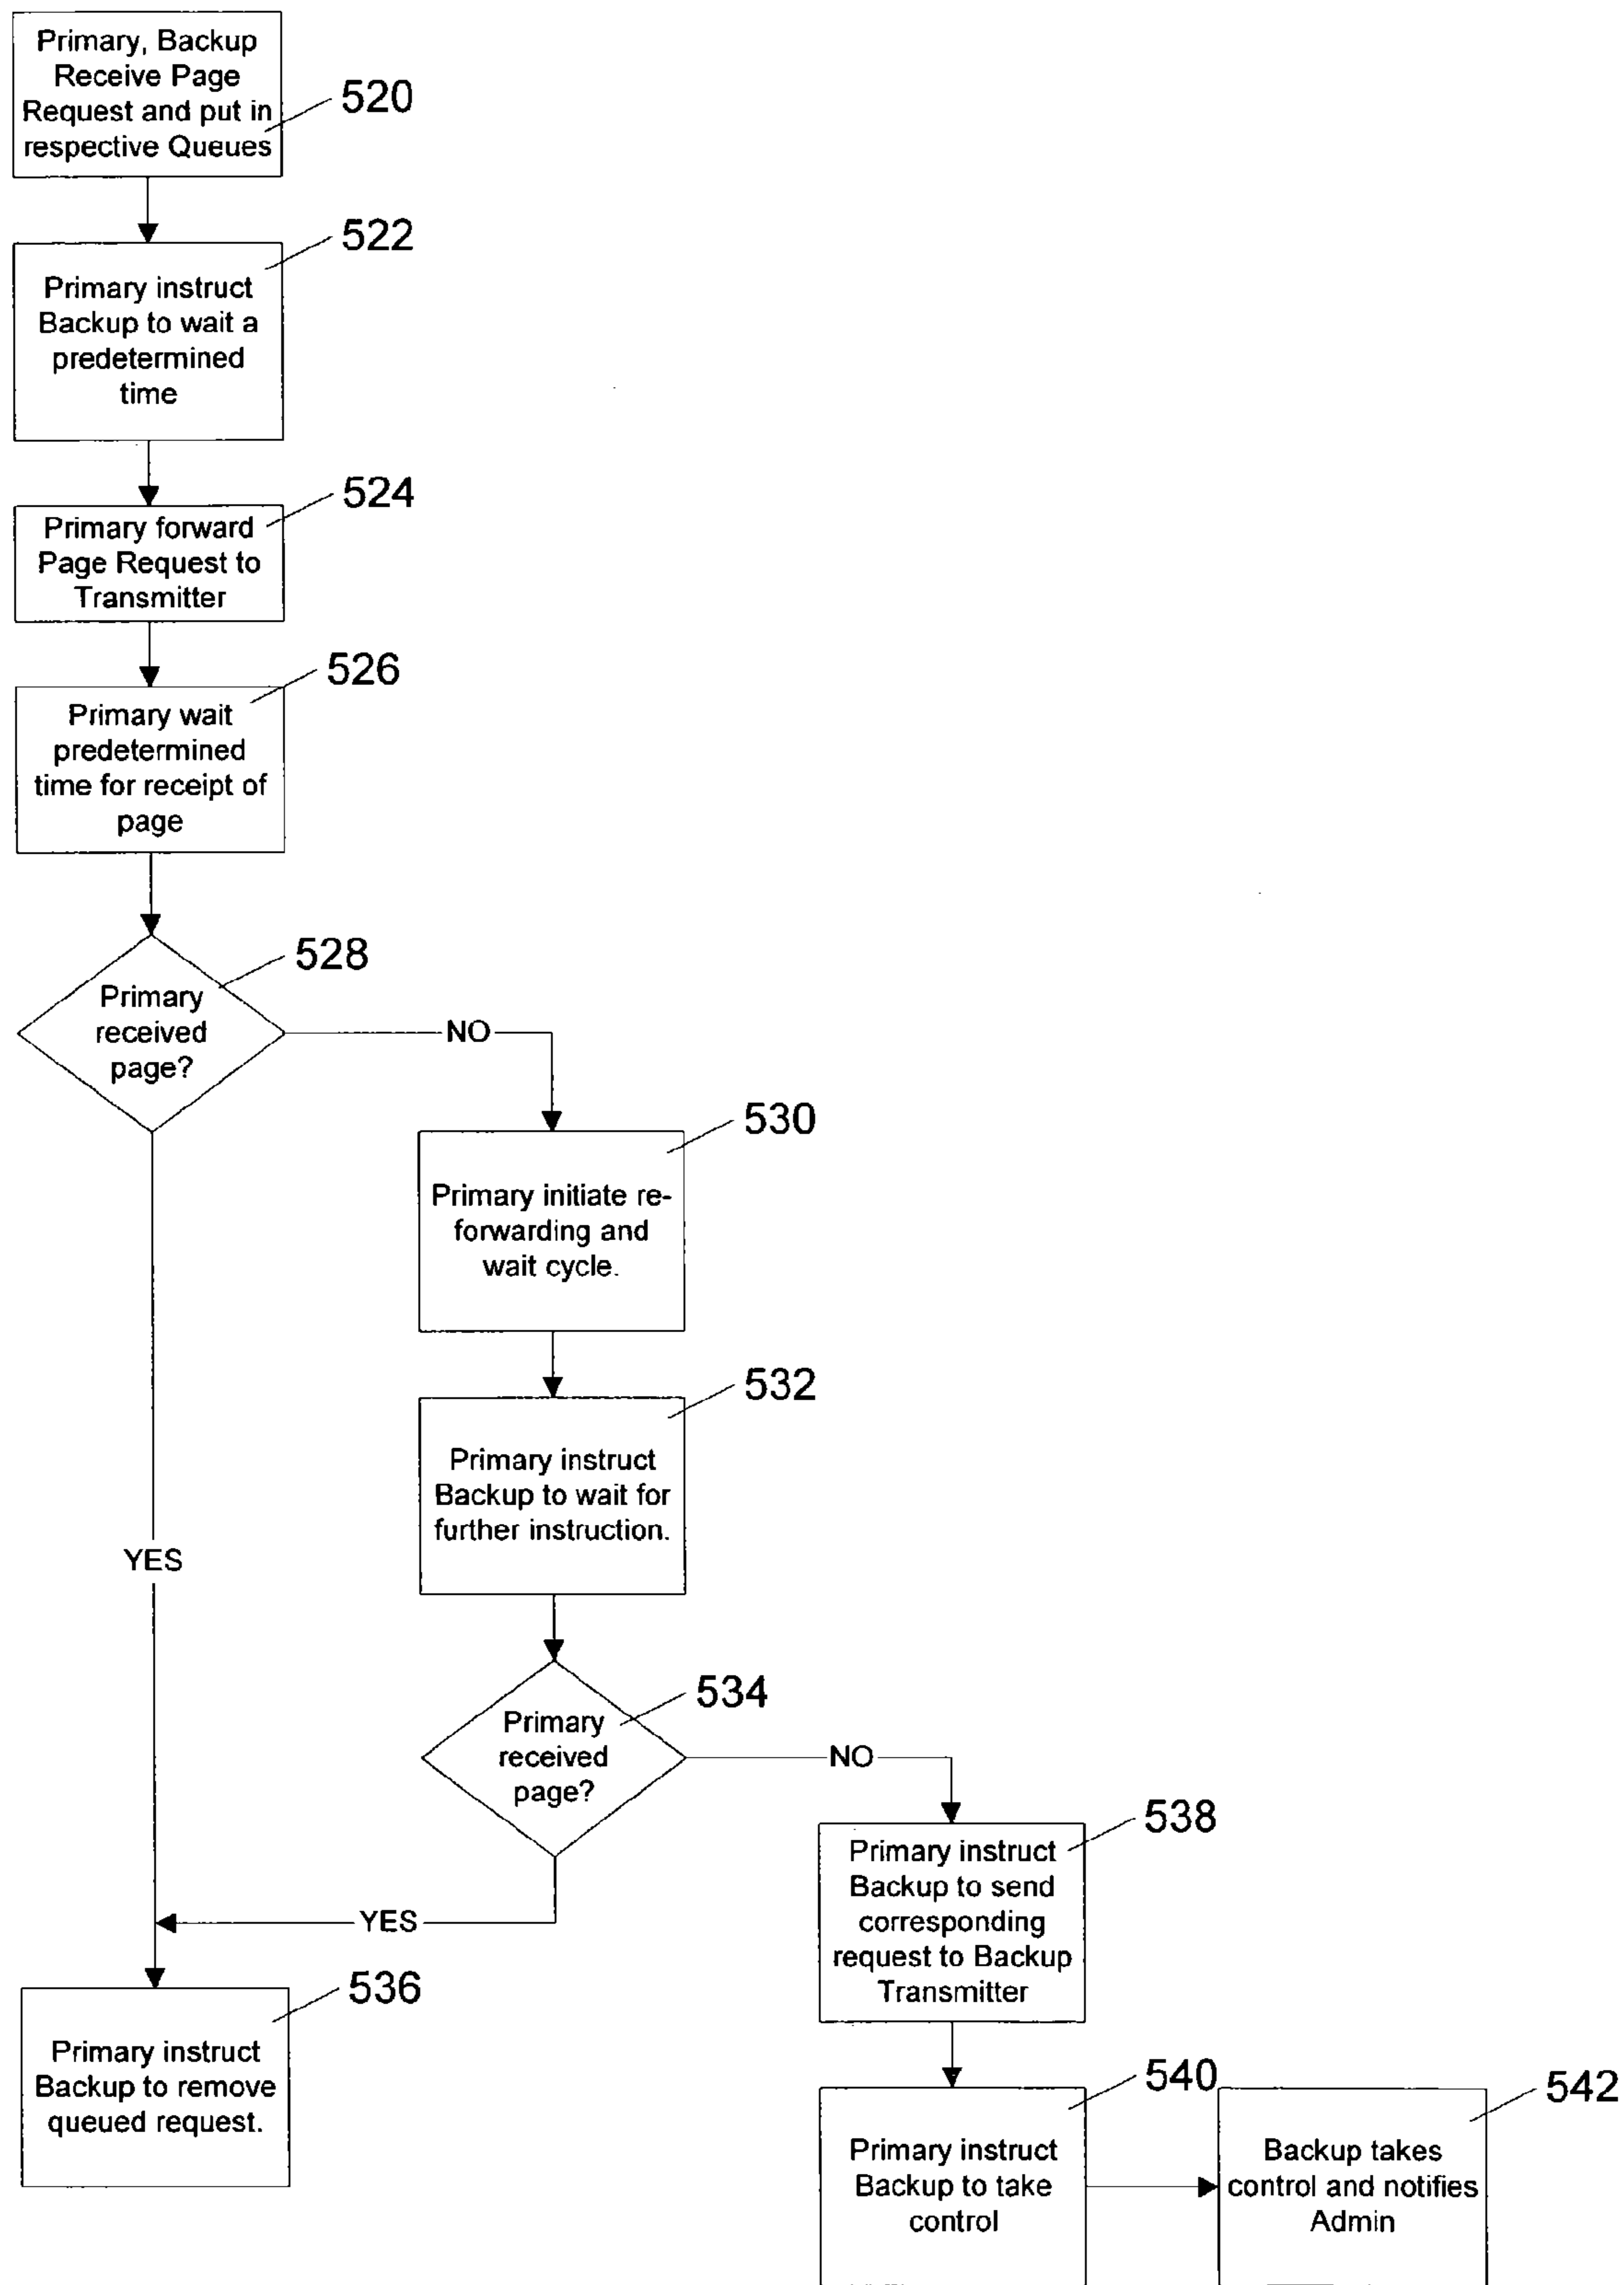 Primary, Backup
Receive Page
Request and put in
respective Queues
520
522
Primary instruct
Backup to wait a
predetermined
time
524
Primary forward
Page Request to
Transmitter
526
Primary wait
predetermined
time for receipt of
page
528
Primary
received
page?
NO
530
Primary initiate re-
forwarding and
wait cycle.
532
Primary instruct
Backup to wait for
further instruction.
YES
534
Primary
received
page?
NO
538
Primary instruct
Backup to send
corresponding
request to Backup
Transmitter
YES
536
Primary instruct
Backup to remove
queued request.
540
Primary instruct
Backup to take
control
542
Backup takes
control and notifies
Admin